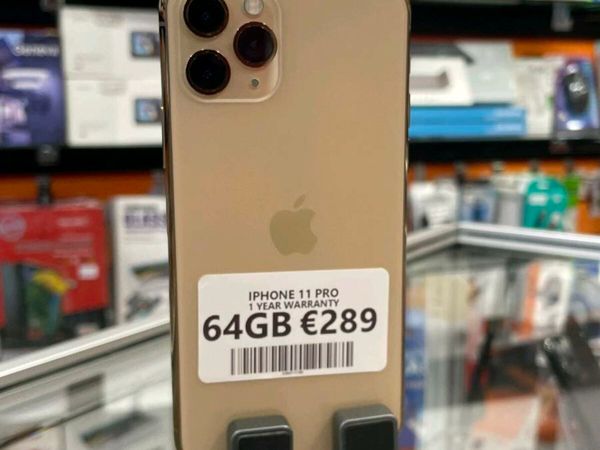 IPHONE 11 PRO
1 YEAR WARRANTY
64GB €289